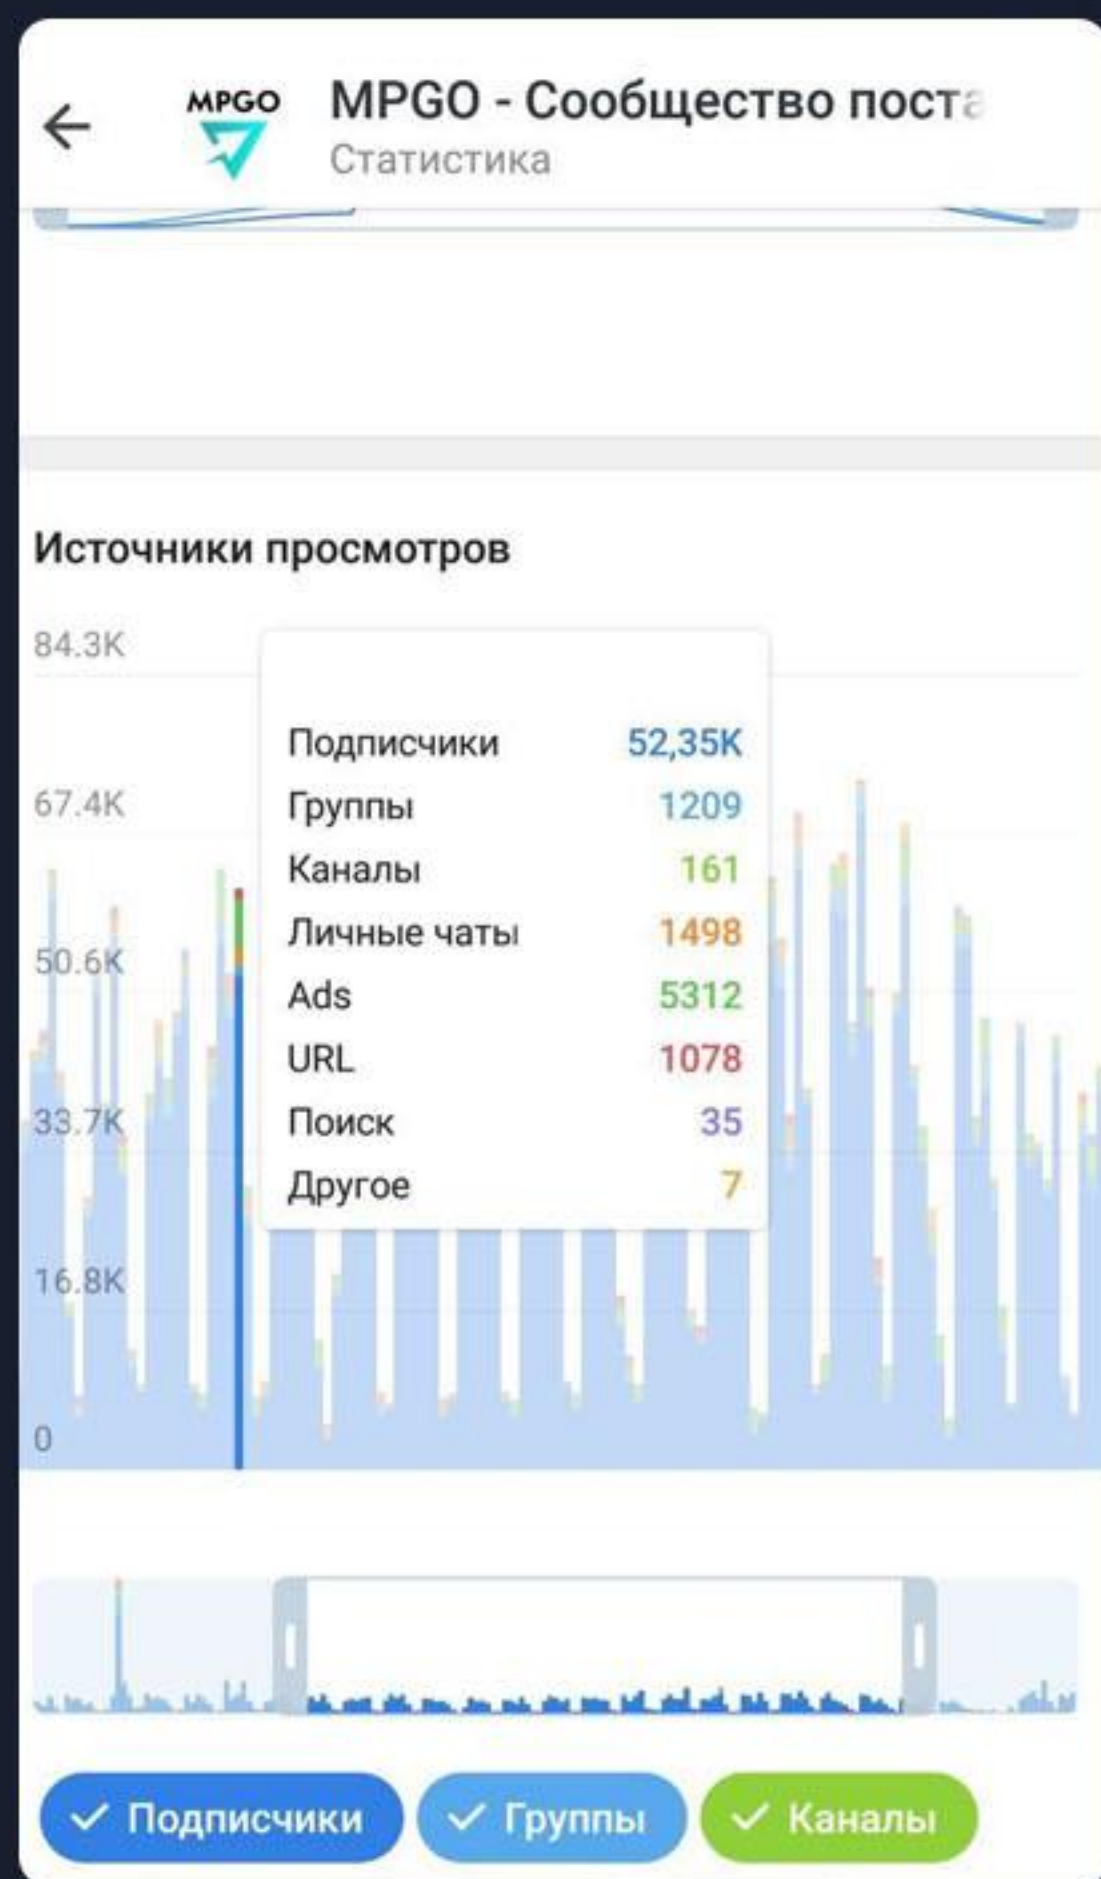 MPGO
MPGO - Сообщество поста
Статистика
Источники просмотров
84.3K
67.4K
50.6K
33.7K
16.8K
0
Подписчики 52,35K
Группы 1209
Каналы 161
Личные чаты 1498
Ads 5312
URL 1078
Поиск 35
Другое 7
Подписчики Группы Каналы